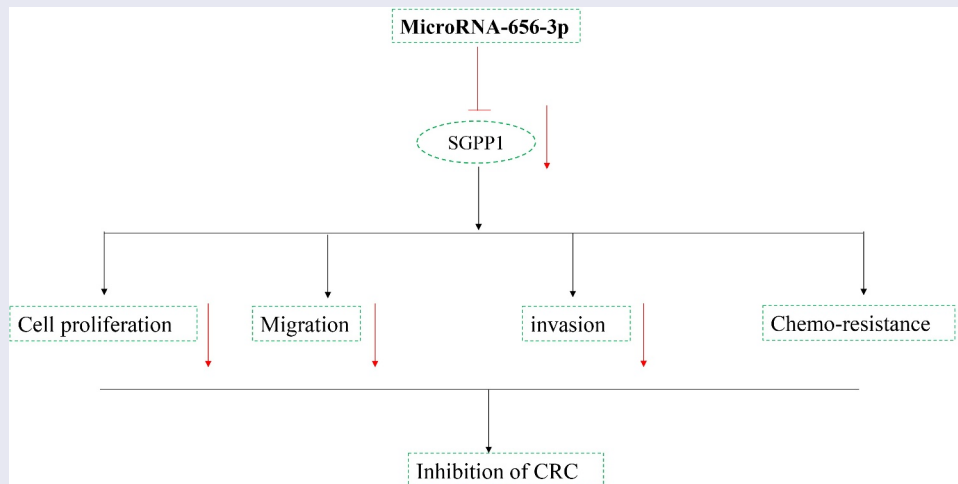 MicroRNA-656-3p
SGPP1
Cell proliferation
Migration
invasion
Chemo-resistance
Inhibition of CRC